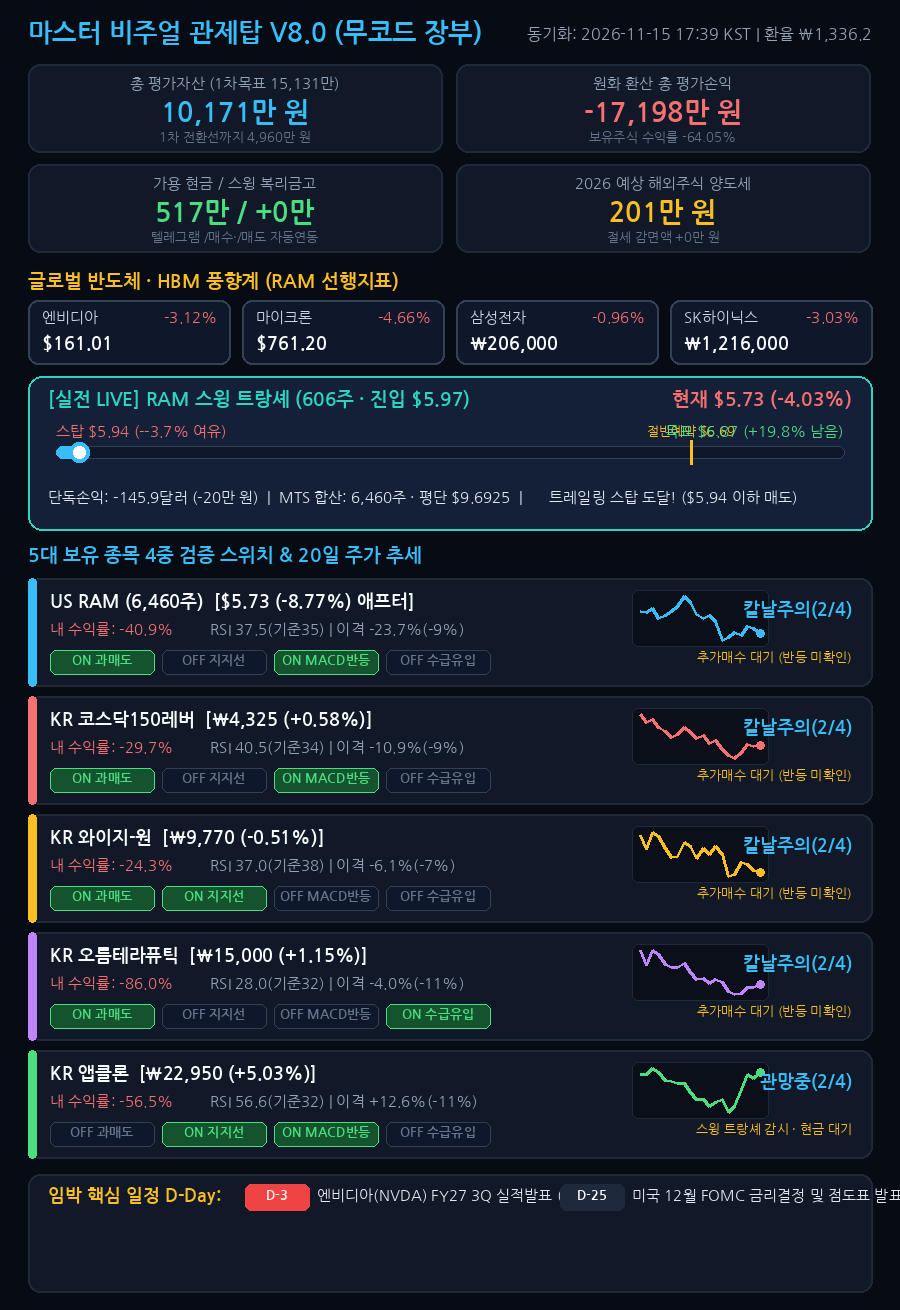 마스터 비주얼 관제탑 V8.0 (무코드 장부)
동기화: 2026-11-15 17:39 KST | 환율 ₩1,336.2
총 평가자산 (1차목표 15,131만)
10,171만 원
1차 전환선까지 4,960만 원
원화 환산 총 평가손익
-17,198만 원
보유주식 수익률 -64.05%
가용 현금 / 스윙 복리금고
517만 / +0만
텔레그램 /매수·/매도 자동연동
2026 예상 해외주식 양도세
201만 원
절세 감면액 +0만 원
글로벌 반도체 · HBM 풍향계 (RAM 선행지표)
엔비디아 -3.12%
$161.01
마이크론 -4.66%
$761.20
삼성전자 -0.96%
₩206,000
SK하이닉스 -3.03%
₩1,216,000
[실전 LIVE] RAM 스윙 트랑셰 (606주 · 진입 $5.97)
현재 $5.73 (-4.03%)
스탑 $5.94 (--3.7% 여유)
(+19.8% 남음)
단독손익: -145.9달러 (-20만 원) | MTS 합산: 6,460주 · 평단 $9.6925 | 트레일링 스탑 도달! ($5.94 이하 매도)
5대 보유 종목 4중 검증 스위치 & 20일 주가 추세
US RAM (6,460주) [$5.73 (-8.77%) 애프터]
칼날주의(2/4)
내 수익률: -40.9% RSI 37.5(기준35) | 이격 -23.7%(-9%)
추가매수 대기 (반등 미확인)
ON 과매도 OFF 지지선 ON MACD반등 OFF 수급유입
KR 코스닥150레버 [₩4,325 (+0.58%)]
칼날주의(2/4)
내 수익률: -29.7% RSI 40.5(기준34) | 이격 -10.9%(-9%)
추가매수 대기 (반등 미확인)
ON 과매도 OFF 지지선 ON MACD반등 OFF 수급유입
KR 와이지-원 [₩9,770 (-0.51%)]
칼날주의(2/4)
내 수익률: -24.3% RSI 37.0(기준38) | 이격 -6.1%(-7%)
추가매수 대기 (반등 미확인)
ON 과매도 ON 지지선 OFF MACD반등 OFF 수급유입
KR 오름테라퓨틱 [₩15,000 (+1.15%)]
칼날주의(2/4)
내 수익률: -86.0% RSI 28.0(기준32) | 이격 -4.0%(-11%)
추가매수 대기 (반등 미확인)
ON 과매도 OFF 지지선 OFF MACD반등 ON 수급유입
KR 앱클론 [₩22,950 (+5.03%)]
관망중(2/4)
내 수익률: -56.5% RSI 56.6(기준32) | 이격 +12.6%(-11%)
스윙 트랑셰 감시 · 현금 대기
OFF 과매도 ON 지지선 ON MACD반등 OFF 수급유입
임박 핵심 일정 D-Day: D-3 엔비디아(NVDA) FY27 3Q 실적발표 ( D-25 미국 12월 FOMC 금리결정 및 점도표 발표